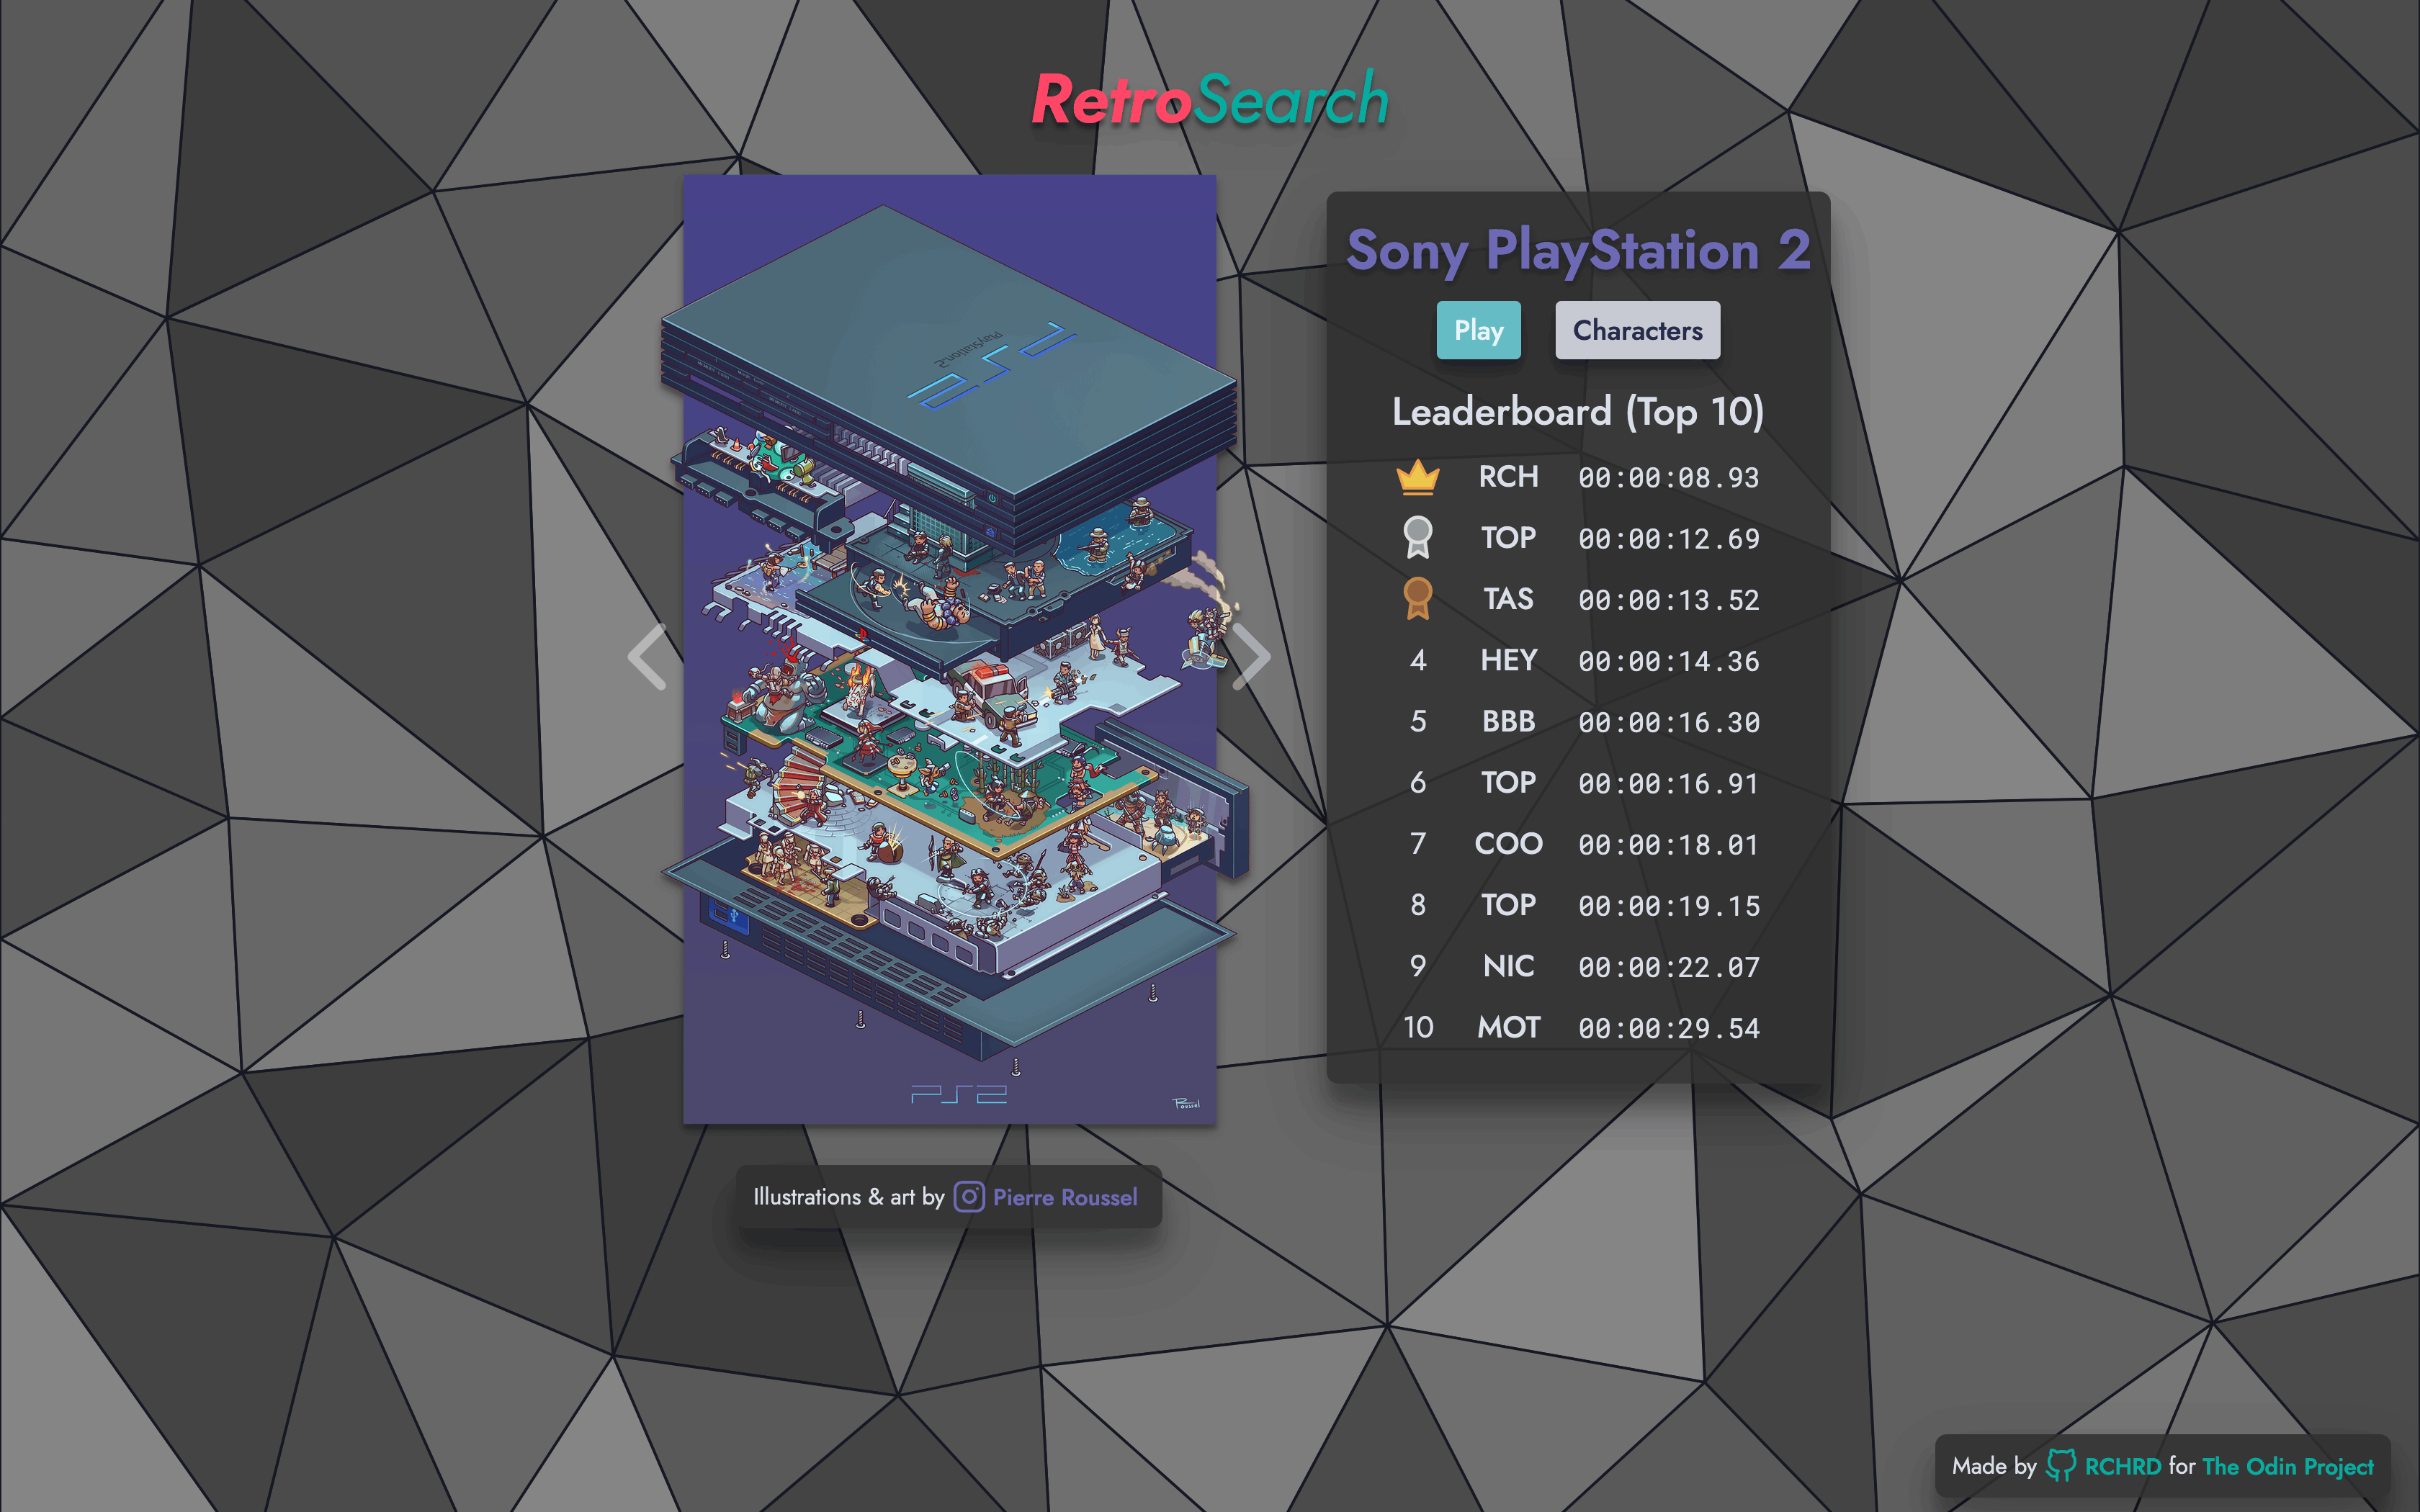 RetroSearch
PlayStation 2
PS2
PS2
Roussel
Illustrations & art by Pierre Roussel
Sony PlayStation 2
Play Characters
Leaderboard (Top 10)
RCH 00:00:08.93
TOP 00:00:12.69
TAS 00:00:13.52
4 HEY 00:00:14.36
5 BBB 00:00:16.30
6 TOP 00:00:16.91
7 COO 00:00:18.01
8 TOP 00:00:19.15
9 NIC 00:00:22.07
10 MOT 00:00:29.54
Made by RCHRD for The Odin Project